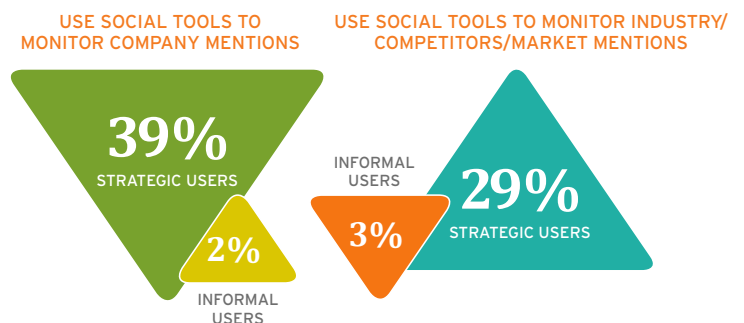 USE SOCIAL TOOLS TO
MONITOR COMPANY MENTIONS
39%
STRATEGIC USERS
2%
INFORMAL
USERS
USE SOCIAL TOOLS TO MONITOR INDUSTRY/
COMPETITORS/MARKET MENTIONS
INFORMAL
USERS
3%
29%
STRATEGIC USERS